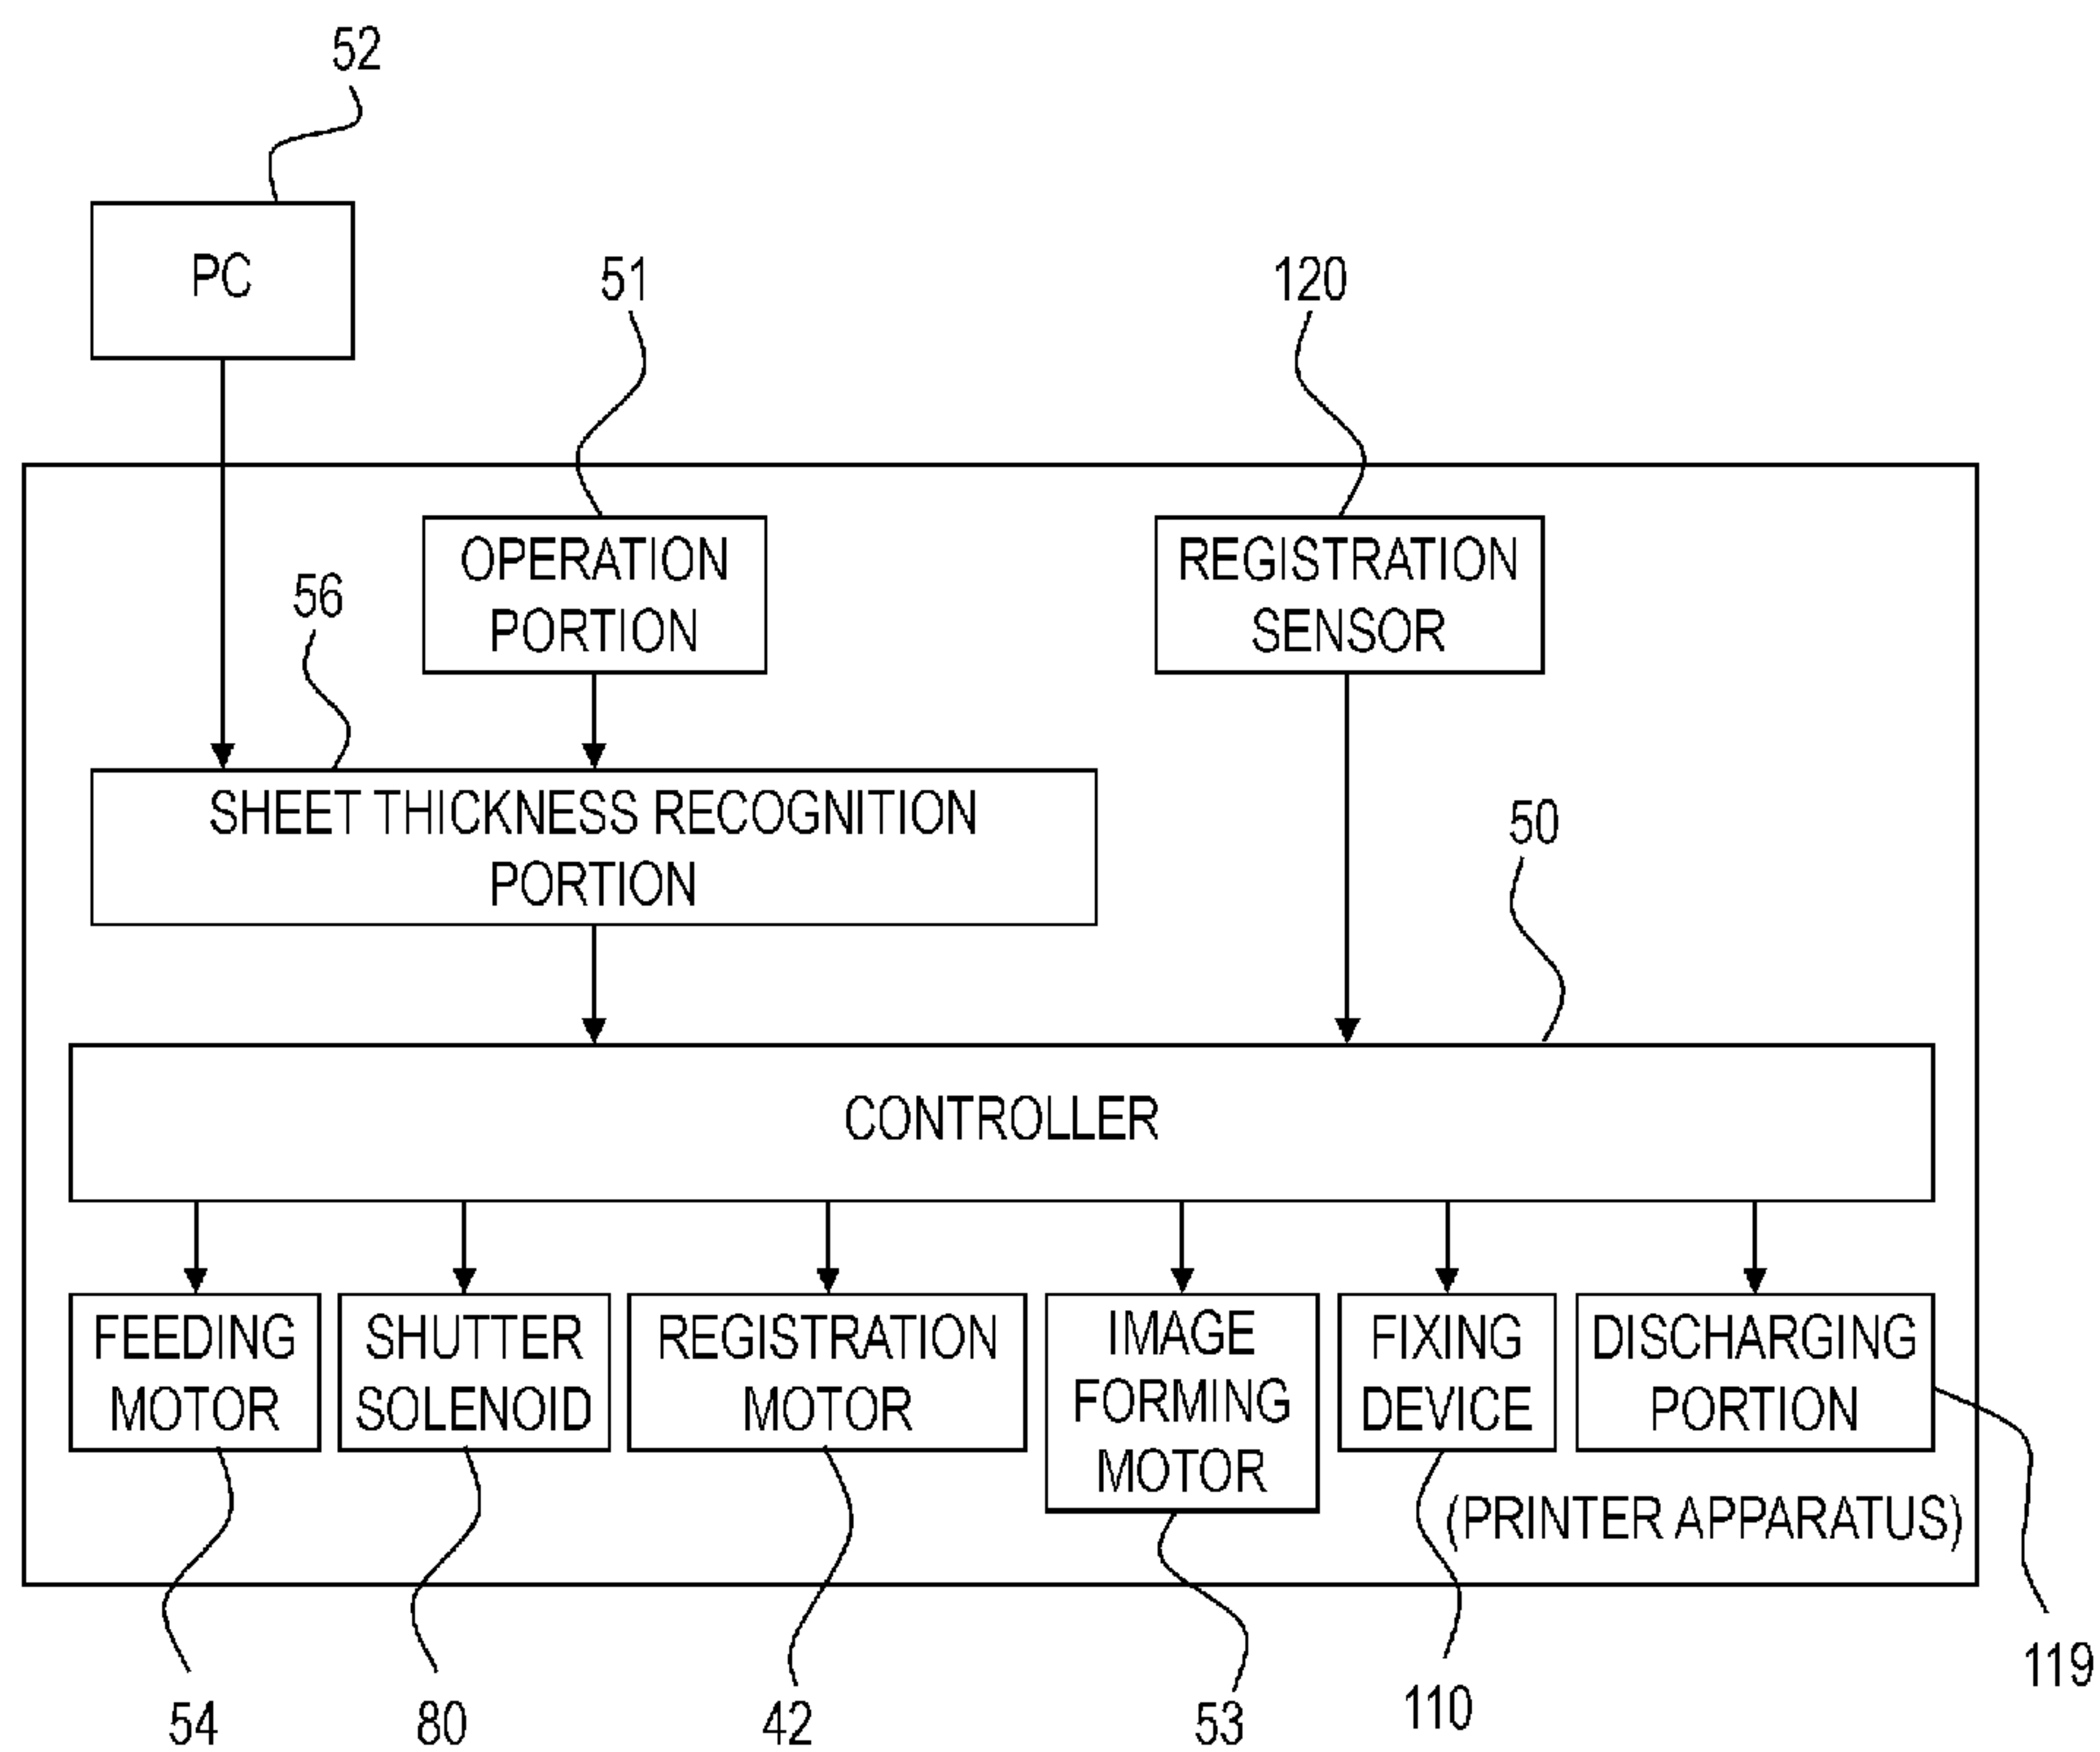 52
PC
51
120
OPERATION
PORTION
REGISTRATION
SENSOR
56
SHEET THICKNESS RECOGNITION
PORTION
50
CONTROLLER
FEEDING
MOTOR
SHUTTER
SOLENOID
REGISTRATION
MOTOR
IMAGE
FORMING
MOTOR
FIXING
DEVICE
DISCHARGING
PORTION
(PRINTER APPARATUS)
54
80
42
53
110
119